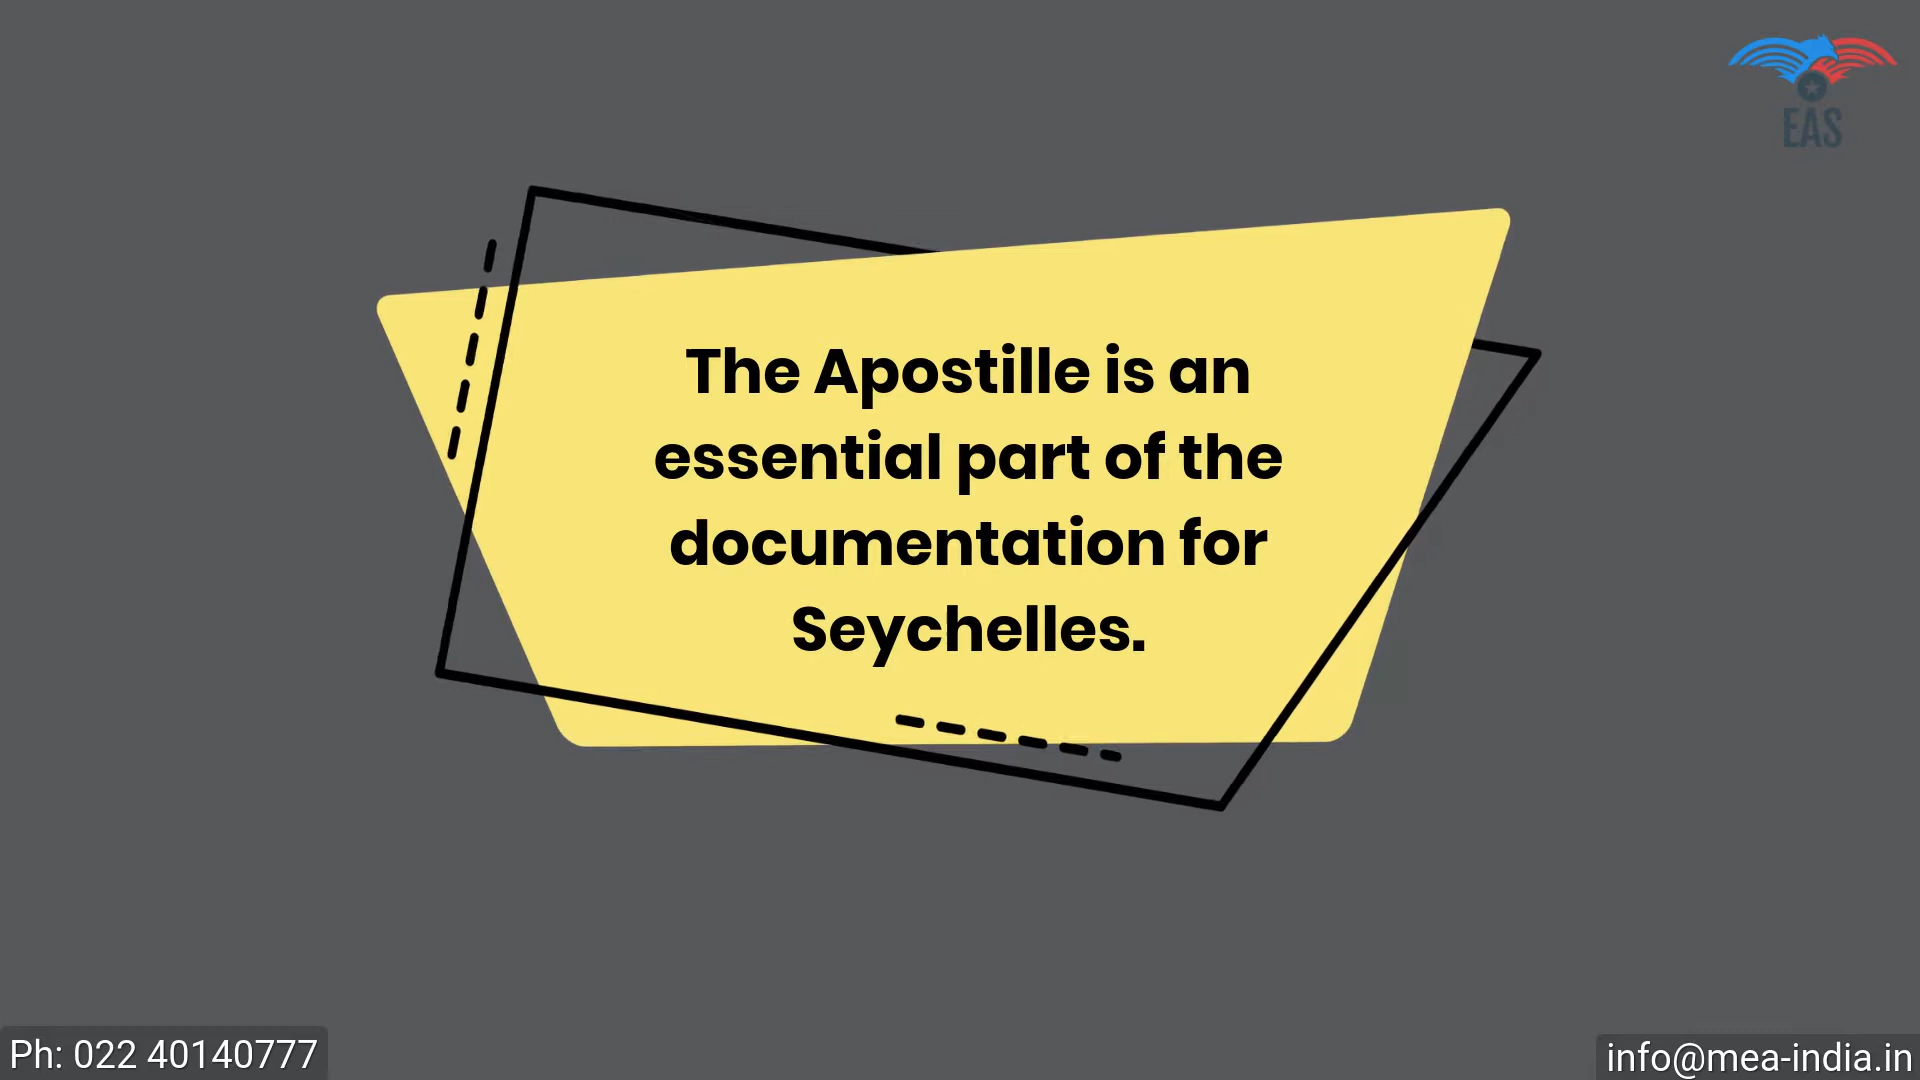 EAS
The Apostille is an
essential part of the
documentation for
Seychelles.
Ph: 022 40140777
info@mea-india.in